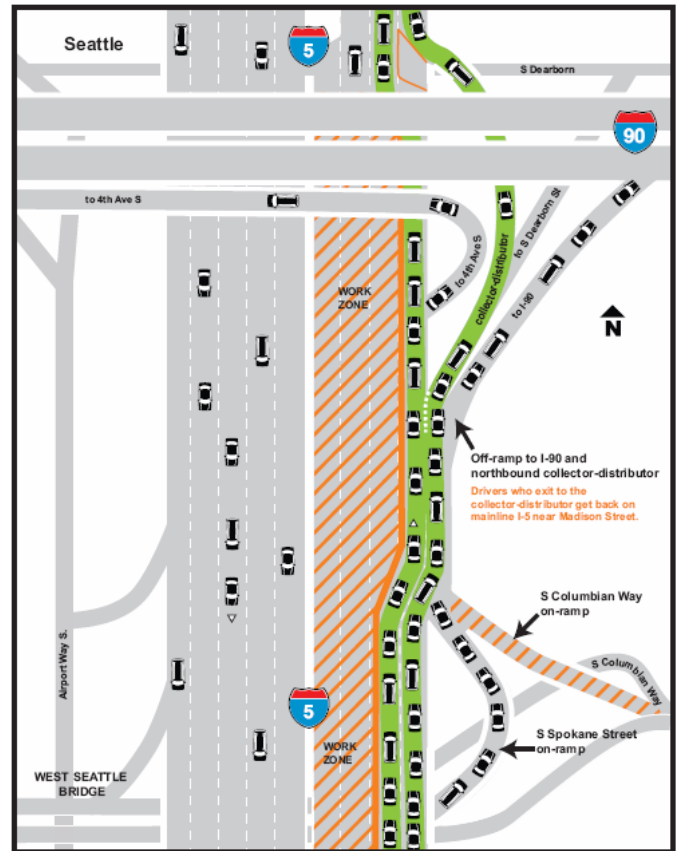 Seattle
5
S Dearborn
90
to 4th Ave S
to 4th Ave S
collector-distributor
to S Dearborn St
to I-90
WORK
ZONE
N
Off-ramp to I-90 and
northbound collector-distributor
Drivers who exit to the
collector-distributor get back on
mainline I-5 near Madison Street.
S Columbian Way
on-ramp
S Columbian Way
Airport Way S.
5
S Spokane Street
on-ramp
WORK
ZONE
WEST SEATTLE
BRIDGE